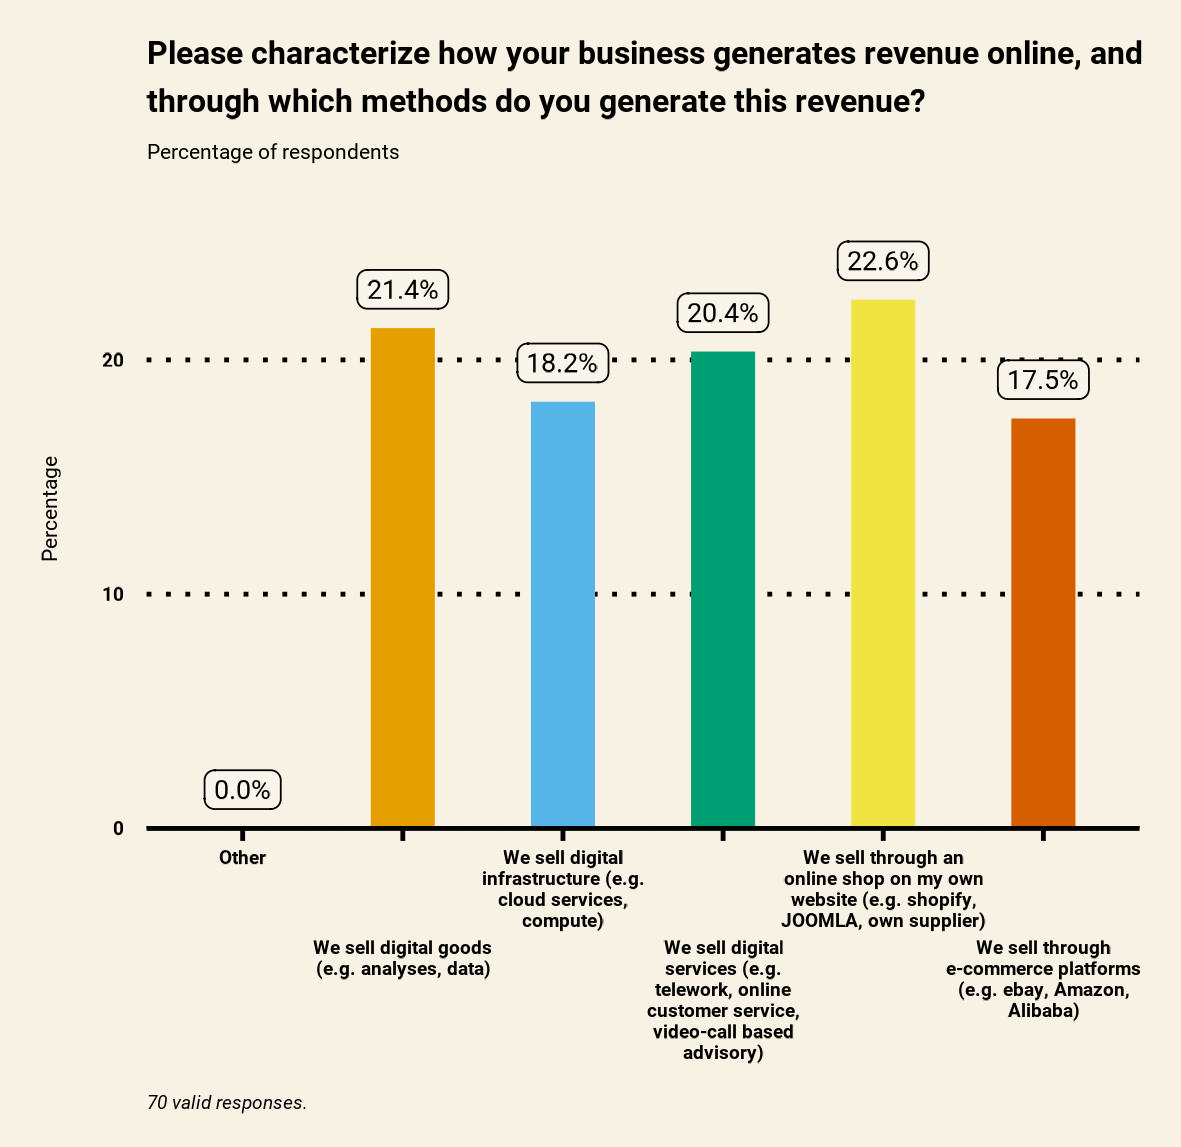 Please characterize how your business generates revenue online, and
through which methods do you generate this revenue?
Percentage of respondents
22.6%
21.4%
20.4%
20
18.2%
17.5%
Percentage
10
0.0%
0
Other
We sell digital goods
(e.g. analyses, data)
We sell digital
infrastructure (e.g.
cloud services,
compute)
We sell digital
services (e.g.
telework, online
customer service,
video-call based
advisory)
We sell through an
online shop on my own
website (e.g. shopify,
JOOMLA, own supplier)
We sell through
e-commerce platforms
(e.g. ebay, Amazon,
Alibaba)
70 valid responses.